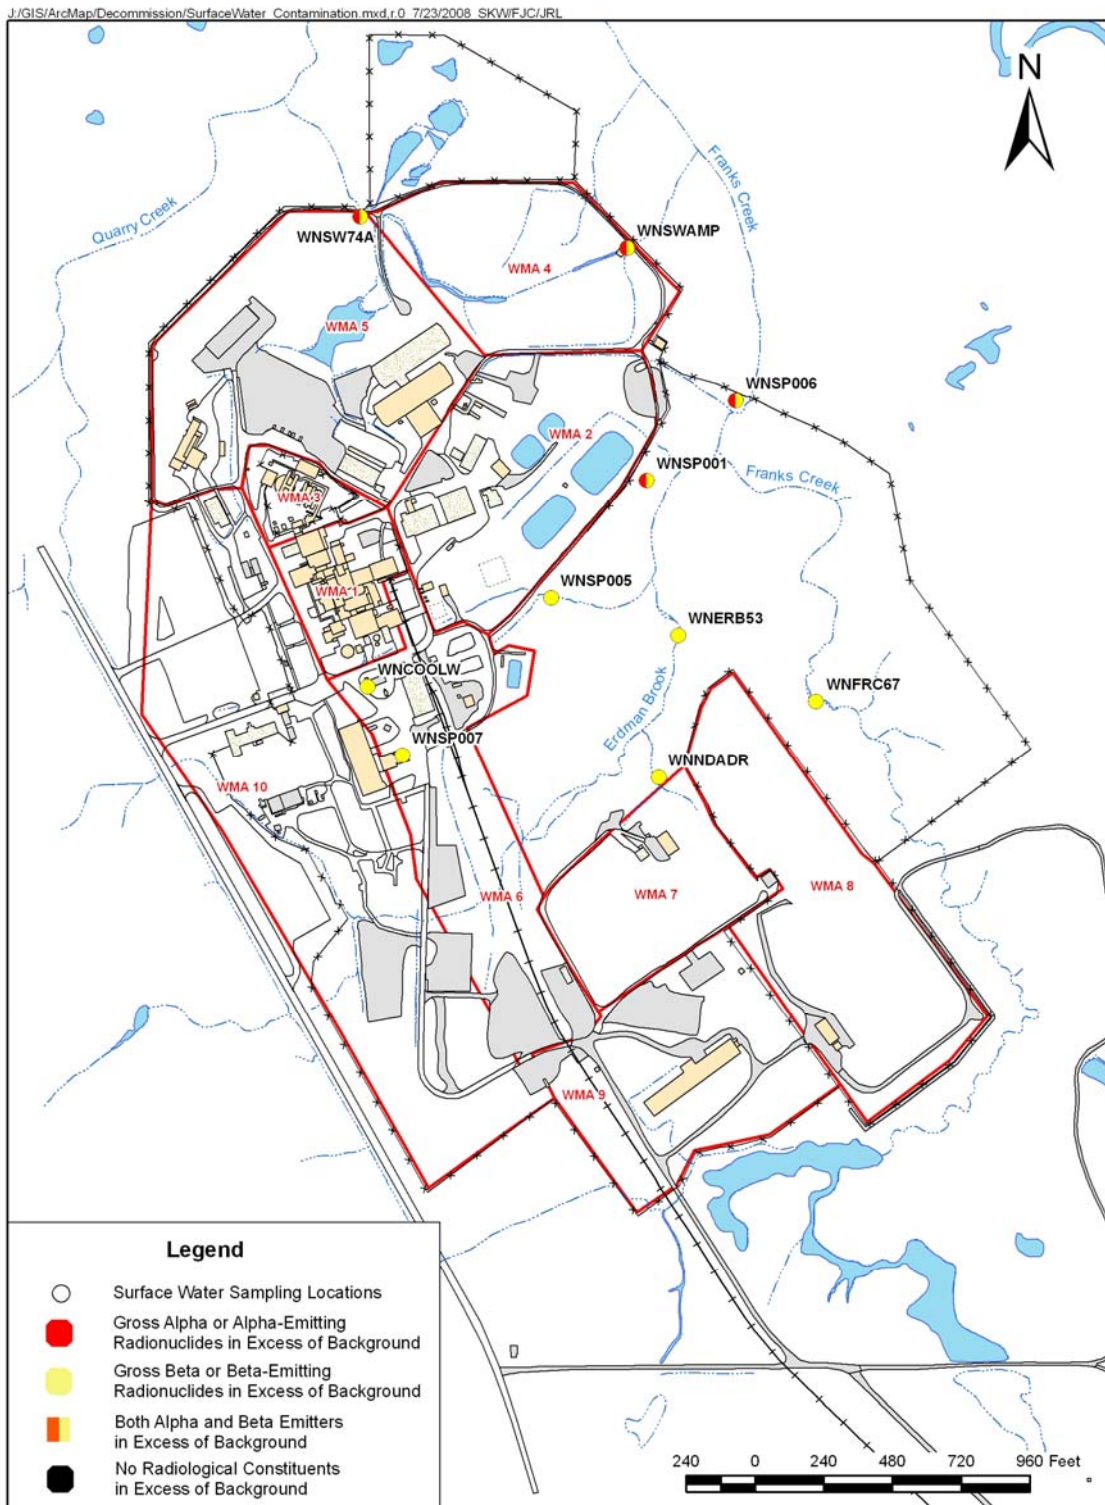 J:/GIS/ArcMap/Decommission/SurfaceWater_Contamination.mxd,r.0 7/23/2008 SKW/FJC/JRL
N
Franks Creek
Quarry Creek
WNSW74A
WNSWAMP
WMA 4
WMA 5
WNSP006
WMA 2
WNSP001
Franks Creek
WMA 3
WNSP005
WMA 1
WNERB53
WNCOOLW
WNFRC67
Erdman Brook
WNSP007
WNNDADR
WMA 10
WMA 6
WMA 7
WMA 8
WMA 9
Legend
Surface Water Sampling Locations
Gross Alpha or Alpha-Emitting
Radionuclides in Excess of Background
Gross Beta or Beta-Emitting
Radionuclides in Excess of Background
Both Alpha and Beta Emitters
in Excess of Background
No Radiological Constituents
in Excess of Background
240 0 240 480 720 960 Feet